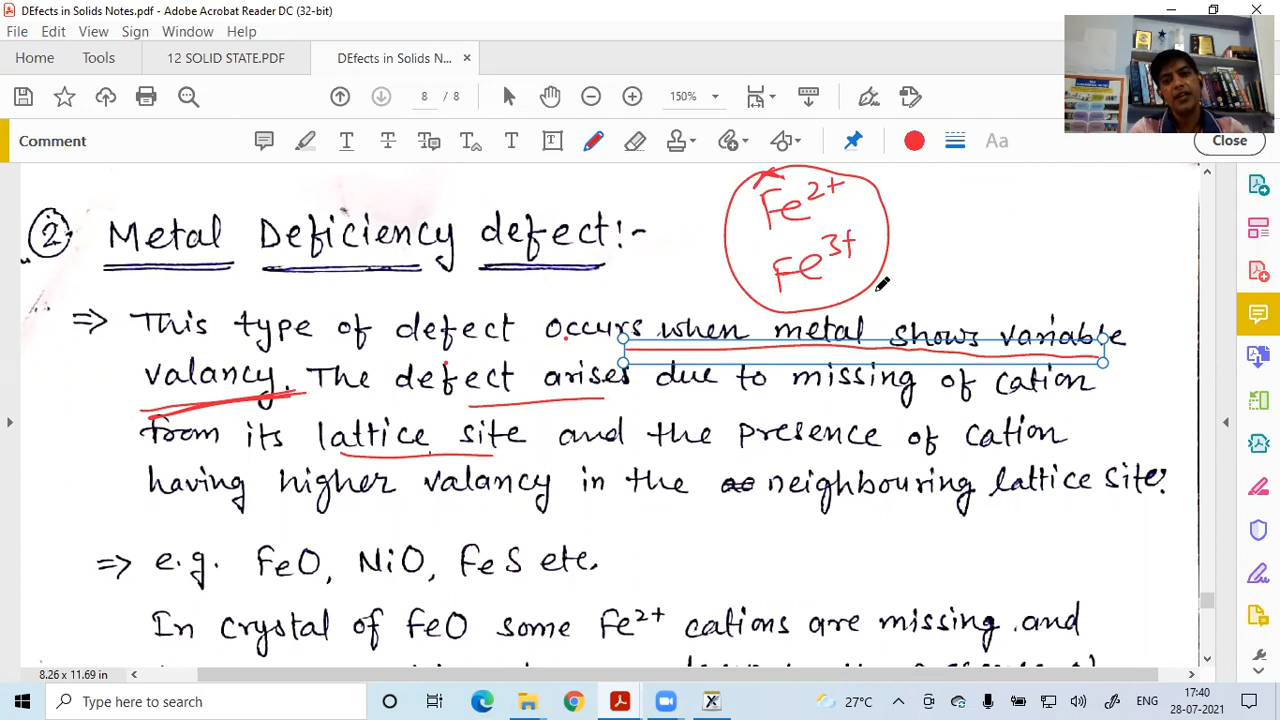 DEfects in Solids Notes.pdf - Adobe Acrobat Reader DC (32-bit)
File Edit View Sign Window Help
Home Tools 12 SOLID STATE.PDF DEfects in Solids N... ×
8 / 8 150%
Comment Close
Fe2+
Fe3+
② Metal Deficiency defect:-
⇒ This type of defect occurs when metal shows variable
valancy. The defect arises due to missing of cation
from its lattice site and the presence of cation
having higher valancy in the neighbouring lattice site.
⇒ e.g. FeO, NiO, FeS etc.
In crystal of FeO some Fe2+ cations are missing and
8.26 x 11.69 in
Type here to search
27°C ENG 17:40
28-07-2021